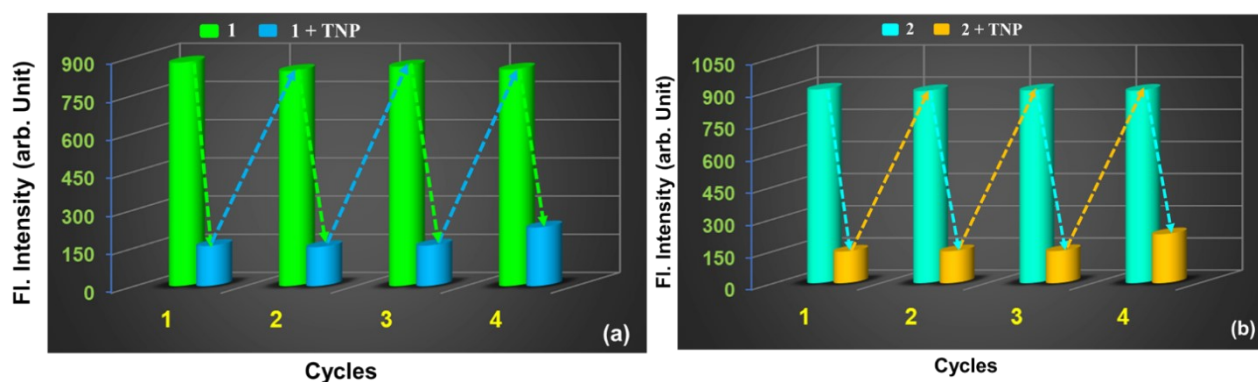 1 1 + TNP
Fl. Intensity (arb. Unit)
900
750
600
450
300
150
0
1 2 3 4
(a)
Cycles
2 2 + TNP
Fl. Intensity (arb. Unit)
1050
900
750
600
450
300
150
0
1 2 3 4
(b)
Cycles